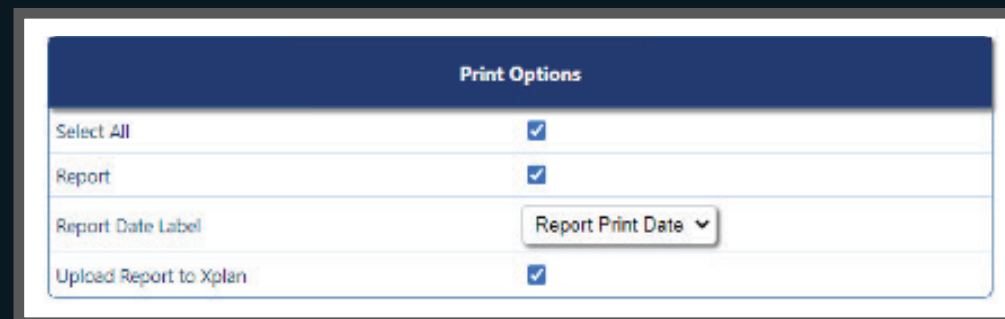 Print Options
Select All
Report
Report Date Label Report Print Date
Upload Report to Xplan